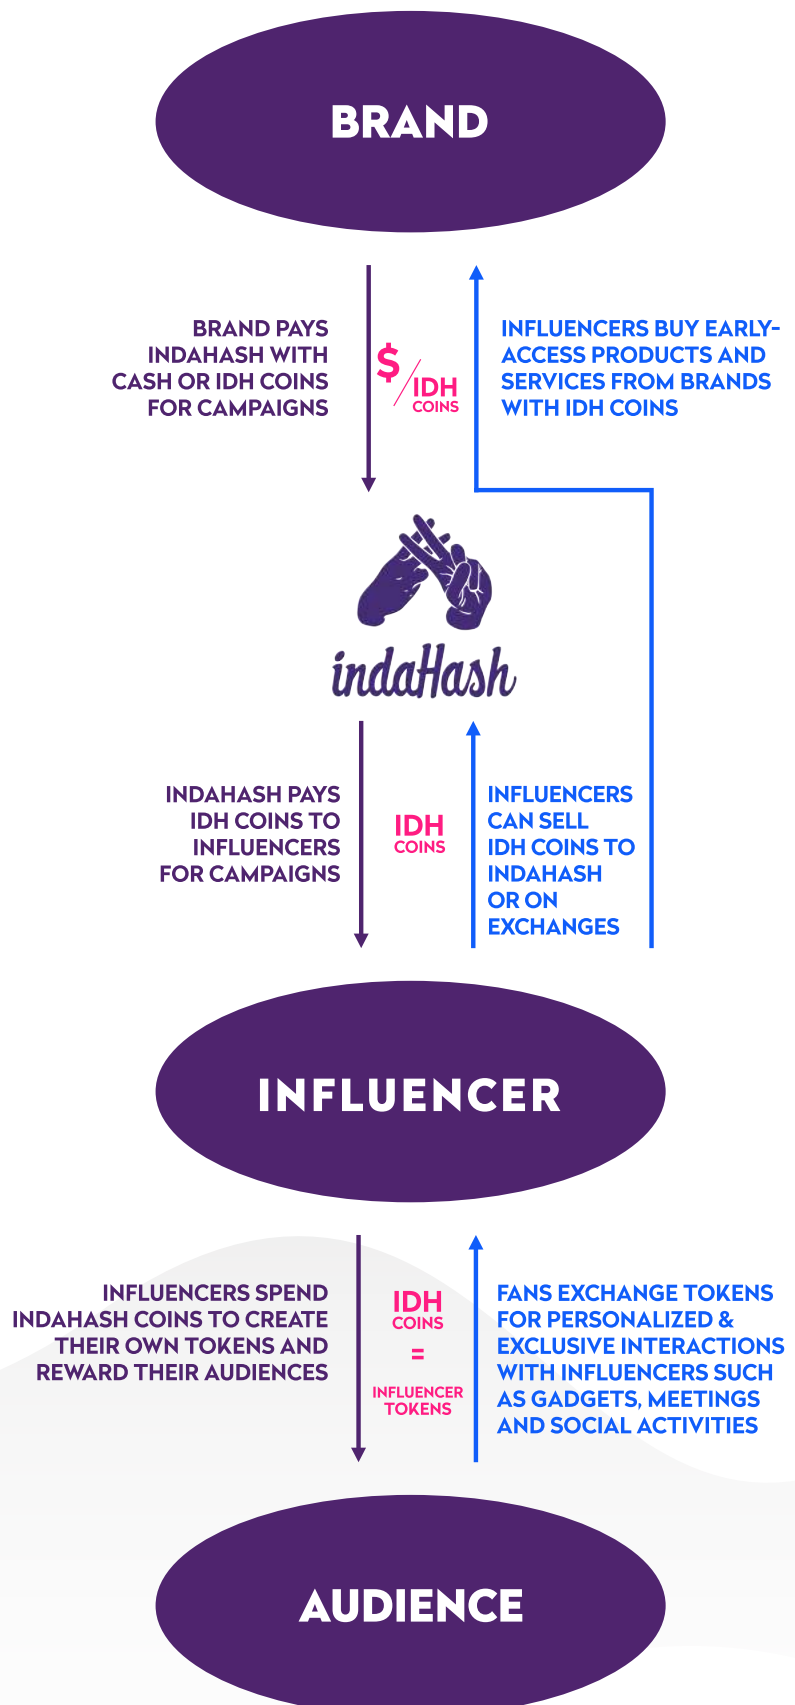 BRAND
BRAND PAYS
INDAHASH WITH
CASH OR IDH COINS
FOR CAMPAIGNS
$/IDH
COINS
INFLUENCERS BUY EARLY-
ACCESS PRODUCTS AND
SERVICES FROM BRANDS
WITH IDH COINS
indaHash
INDAHASH PAYS
IDH COINS TO
INFLUENCERS
FOR CAMPAIGNS
IDH
COINS
INFLUENCERS
CAN SELL
IDH COINS TO
INDAHASH
OR ON
EXCHANGES
INFLUENCER
INFLUENCERS SPEND
INDAHASH COINS TO CREATE
THEIR OWN TOKENS AND
REWARD THEIR AUDIENCES
IDH
COINS
=
INFLUENCER
TOKENS
FANS EXCHANGE TOKENS
FOR PERSONALIZED &
EXCLUSIVE INTERACTIONS
WITH INFLUENCERS SUCH
AS GADGETS, MEETINGS
AND SOCIAL ACTIVITIES
AUDIENCE